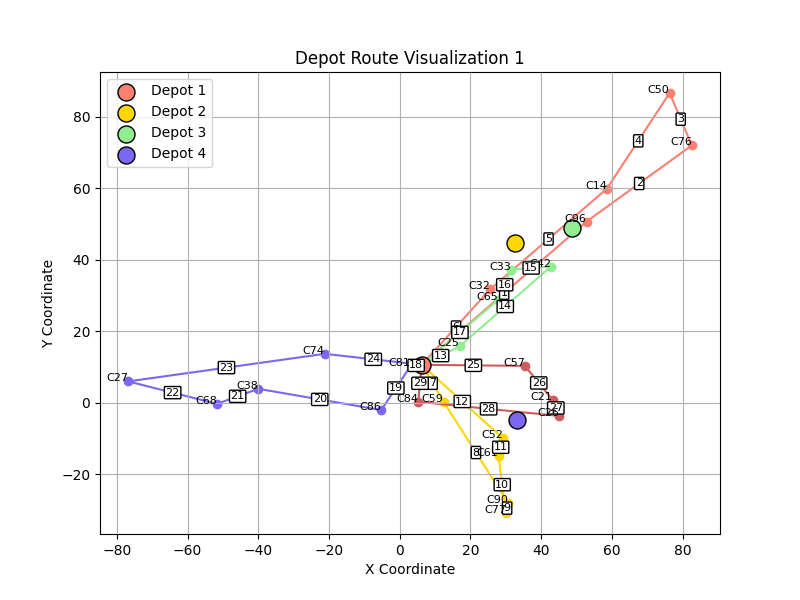 Depot Route Visualization 1
Depot 1
Depot 2
Depot 3
Depot 4
Y Coordinate
X Coordinate
80
60
40
20
0
−20
−80
−60
−40
−20
0
20
40
60
80
C50
3
4
C76
C14
2
C96
5
C33
15
C42
C32
16
C65
14
17
C25
13
C74
24
C81
18
25
C57
23
C27
29
7
26
22
C38
19
21
C68
20
C86
C84
C59
12
C21
27
28
C52
11
8
C61
10
C90
9
C77